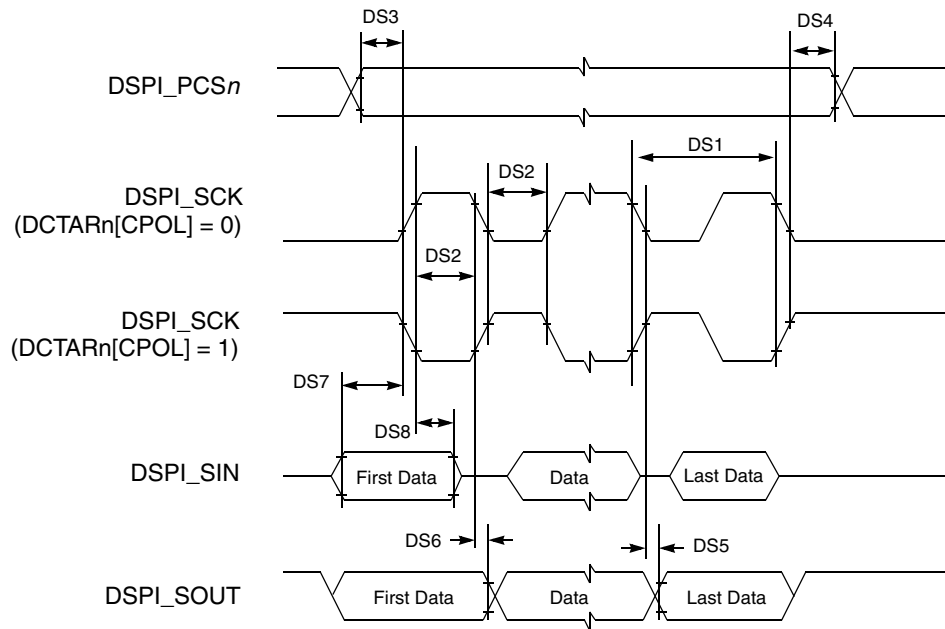 DS3
DS4
DSPI_PCSn
DS1
DS2
DSPI_SCK
(DCTARn[CPOL] = 0)
DS2
DSPI_SCK
(DCTARn[CPOL] = 1)
DS7
DS8
DSPI_SIN
First Data
Data
Last Data
DS6
DS5
DSPI_SOUT
First Data
Data
Last Data